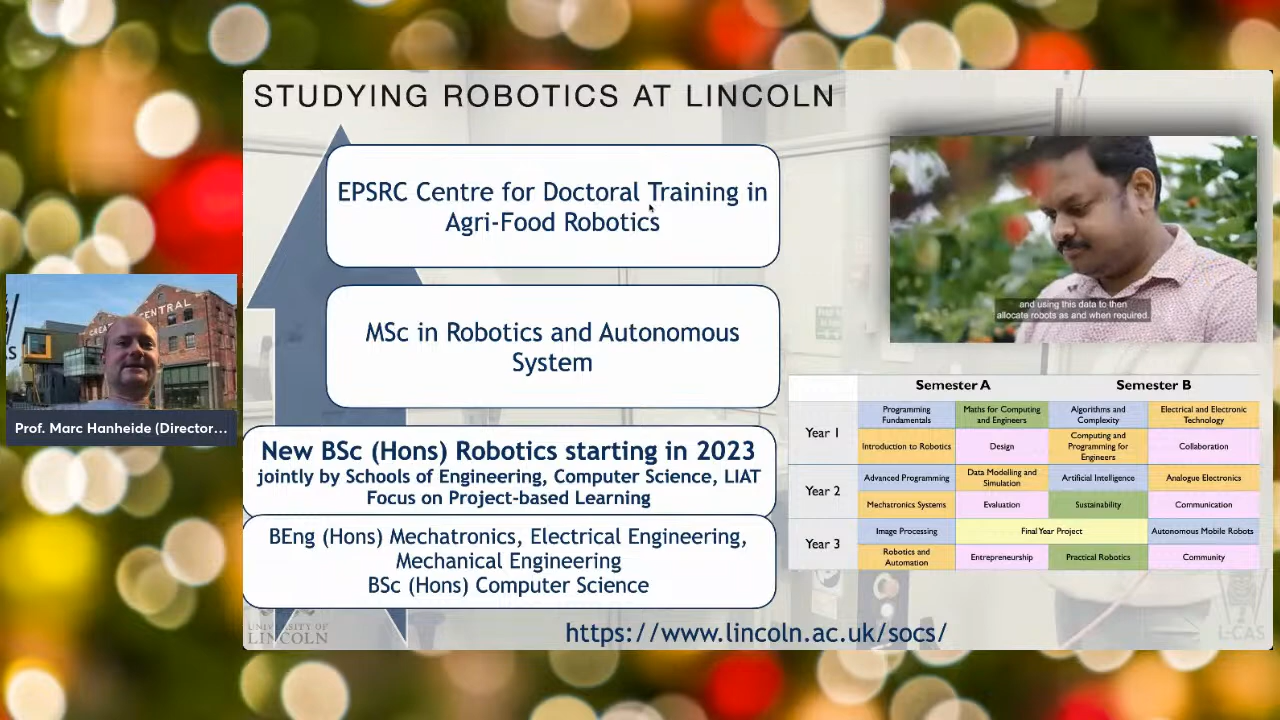 STUDYING ROBOTICS AT LINCOLN
EPSRC Centre for Doctoral Training in
Agri-Food Robotics
MSc in Robotics and Autonomous
System
New BSc (Hons) Robotics starting in 2023
jointly by Schools of Engineering, Computer Science, LIAT
Focus on Project-based Learning
BEng (Hons) Mechatronics, Electrical Engineering,
Mechanical Engineering
BSc (Hons) Computer Science
UNIVERSITY OF
LINCOLN
https://www.lincoln.ac.uk/socs/
and using this data to then
allocate robots as and when required.
Semester A Semester B
Year 1
Programming Fundamentals
Maths for Computing and Engineers
Algorithms and Complexity
Electrical and Electronic Technology
Introduction to Robotics
Design
Computing and Programming for Engineers
Collaboration
Year 2
Advanced Programming
Data Modelling and Simulation
Artificial Intelligence
Analogue Electronics
Mechatronics Systems
Evaluation
Sustainability
Communication
Year 3
Image Processing
Final Year Project
Autonomous Mobile Robots
Robotics and Automation
Entrepreneurship
Practical Robotics
Community
L-CAS
CENTRAL
Prof. Marc Hanheide (Director...